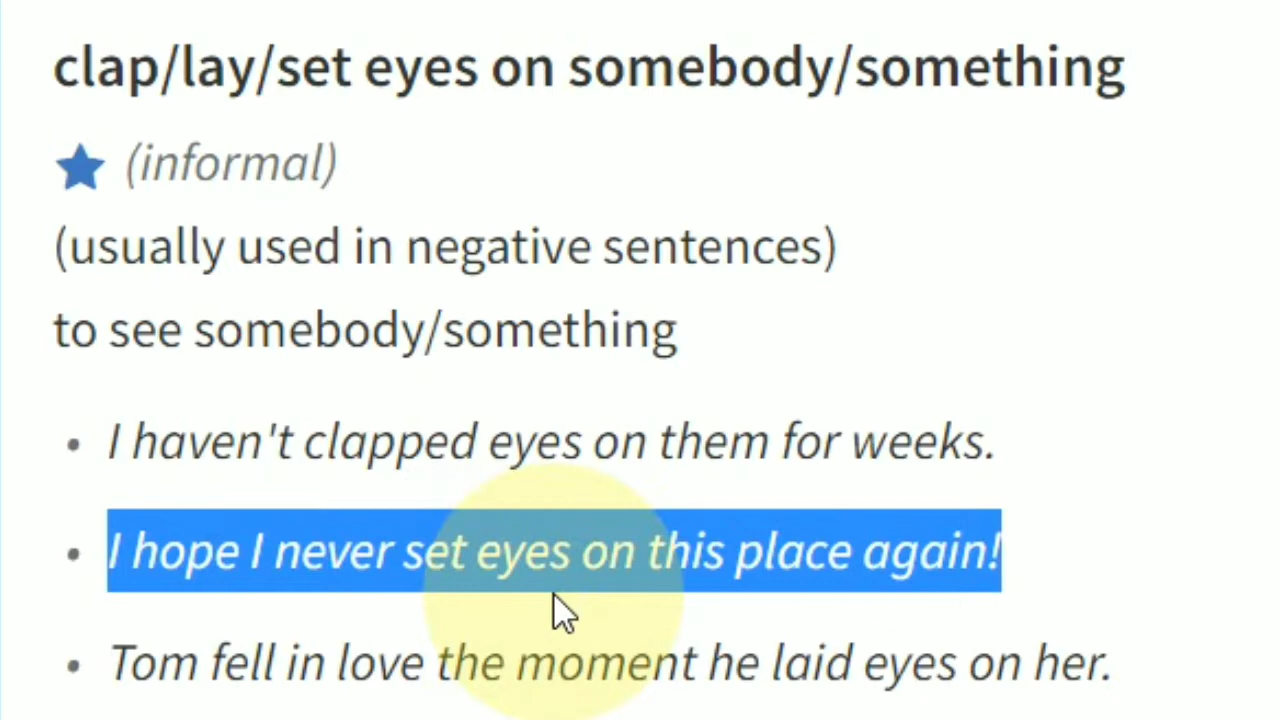 clap/lay/set eyes on somebody/something
(informal)
(usually used in negative sentences)
to see somebody/something
• I haven't clapped eyes on them for weeks.
• I hope I never set eyes on this place again!
• Tom fell in love the moment he laid eyes on her.